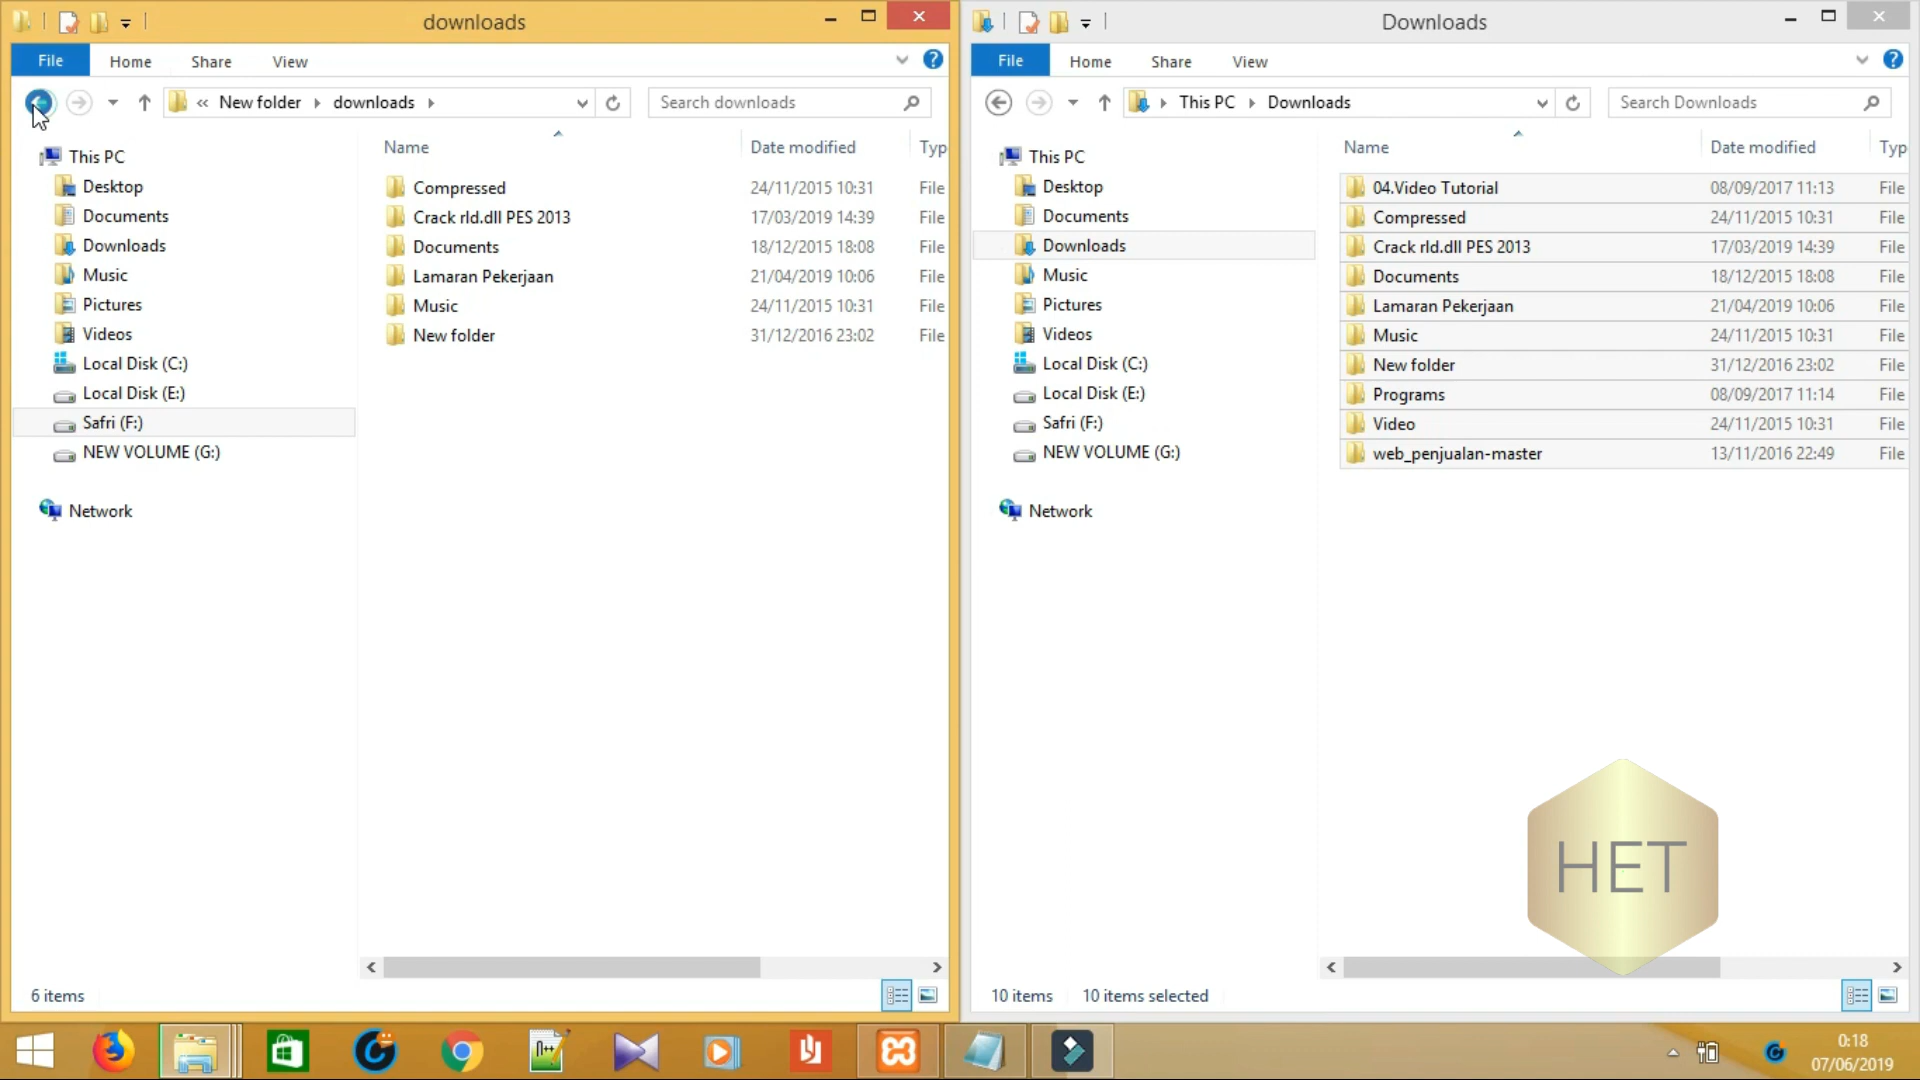 downloads
File Home Share View
« New folder downloads Search downloads
This PC
Desktop
Documents
Downloads
Music
Pictures
Videos
Local Disk (C:)
Local Disk (E:)
Safri (F:)
NEW VOLUME (G:)
Network
Name Date modified Typ
Compressed 24/11/2015 10:31 File
Crack rld.dll PES 2013 17/03/2019 14:39 File
Documents 18/12/2015 18:08 File
Lamaran Pekerjaan 21/04/2019 10:06 File
Music 24/11/2015 10:31 File
New folder 31/12/2016 23:02 File
6 items
Downloads
File Home Share View
This PC Downloads Search Downloads
This PC
Desktop
Documents
Downloads
Music
Pictures
Videos
Local Disk (C:)
Local Disk (E:)
Safri (F:)
NEW VOLUME (G:)
Network
Name Date modified Typ
04.Video Tutorial 08/09/2017 11:13 File
Compressed 24/11/2015 10:31 File
Crack rld.dll PES 2013 17/03/2019 14:39 File
Documents 18/12/2015 18:08 File
Lamaran Pekerjaan 21/04/2019 10:06 File
Music 24/11/2015 10:31 File
New folder 31/12/2016 23:02 File
Programs 08/09/2017 11:14 File
Video 24/11/2015 10:31 File
web_penjualan-master 13/11/2016 22:49 File
HET
10 items 10 items selected
0:18
07/06/2019